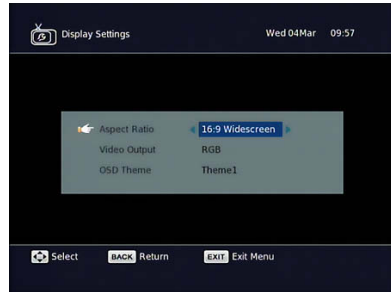 Display Settings Wed 04Mar 09:57
Aspect Ratio 16:9 Widescreen
Video Output RGB
OSD Theme Theme1
Select BACK Return EXIT Exit Menu